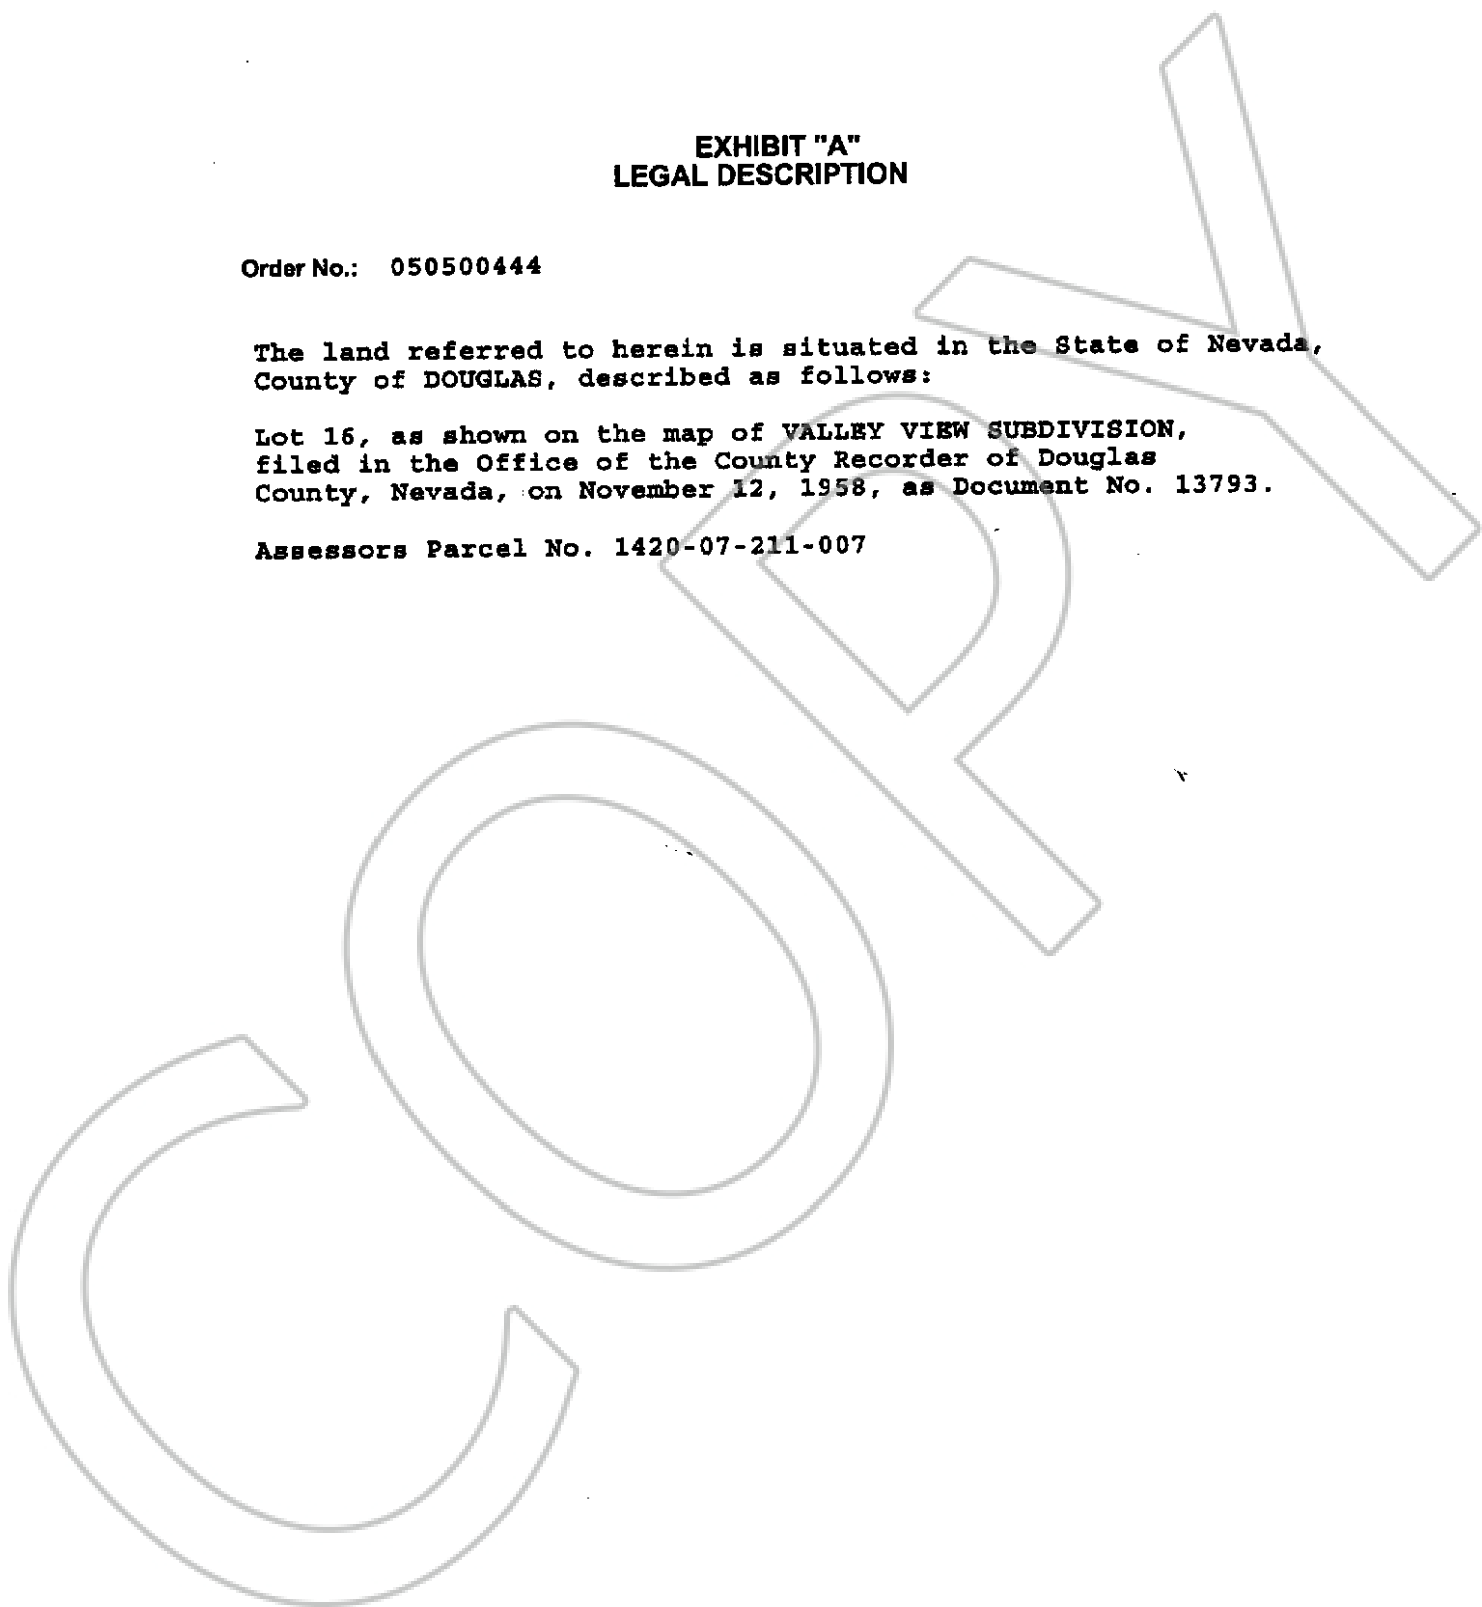 EXHIBIT "A"
LEGAL DESCRIPTION
Order No.: 050500444
The land referred to herein is situated in the State of Nevada,
County of DOUGLAS, described as follows:
Lot 16, as shown on the map of VALLEY VIEW SUBDIVISION,
filed in the Office of the County Recorder of Douglas
County, Nevada, on November 12, 1958, as Document No. 13793.
Assessors Parcel No. 1420-07-211-007
COPY